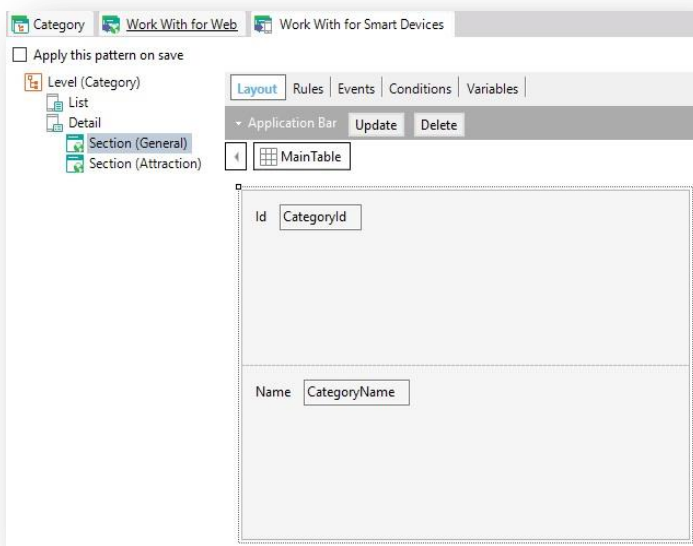 Category Work With for Web Work With for Smart Devices
Apply this pattern on save
Level (Category)
List
Detail
Section (General)
Section (Attraction)
Layout Rules Events Conditions Variables
Application Bar Update Delete
MainTable
Id CategoryId
Name CategoryName